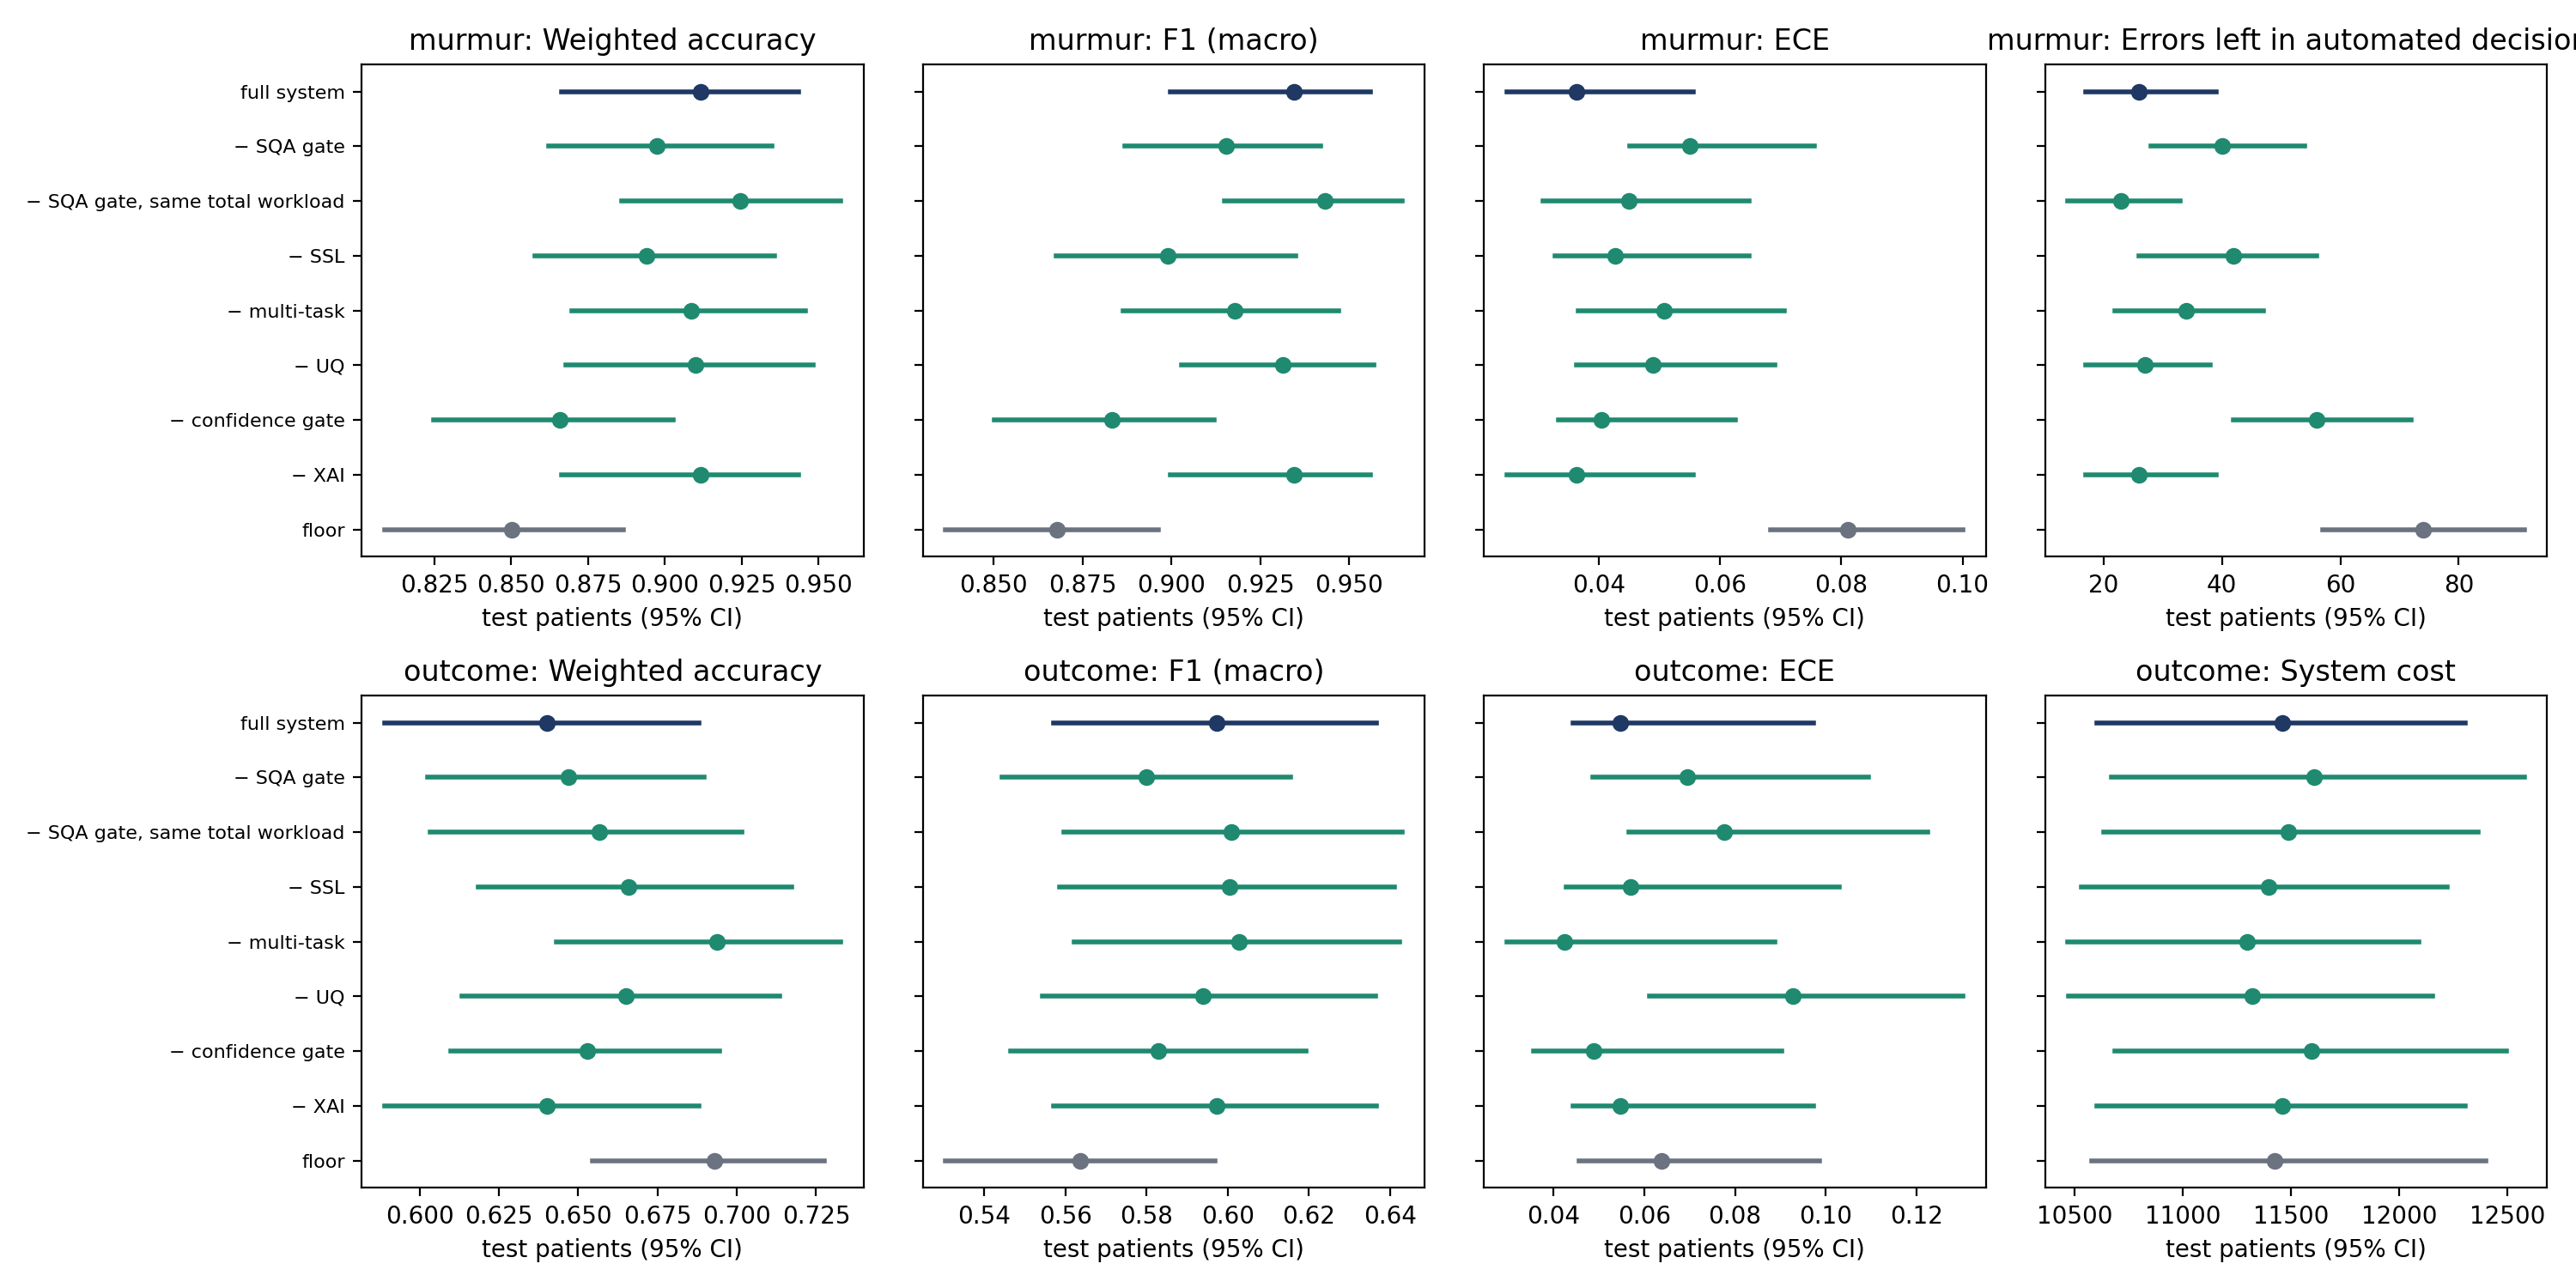 murmur: Weighted accuracy
murmur: F1 (macro)
murmur: ECE
murmur: Errors left in automated decision
full system
− SQA gate
− SQA gate, same total workload
− SSL
− multi-task
− UQ
− confidence gate
− XAI
floor
0.825 0.850 0.875 0.900 0.925 0.950
0.850 0.875 0.900 0.925 0.950
0.04 0.06 0.08 0.10
20 40 60 80
test patients (95% CI)
test patients (95% CI)
test patients (95% CI)
test patients (95% CI)
outcome: Weighted accuracy
outcome: F1 (macro)
outcome: ECE
outcome: System cost
full system
− SQA gate
− SQA gate, same total workload
− SSL
− multi-task
− UQ
− confidence gate
− XAI
floor
0.600 0.625 0.650 0.675 0.700 0.725
0.54 0.56 0.58 0.60 0.62 0.64
0.04 0.06 0.08 0.10 0.12
10500 11000 11500 12000 12500
test patients (95% CI)
test patients (95% CI)
test patients (95% CI)
test patients (95% CI)